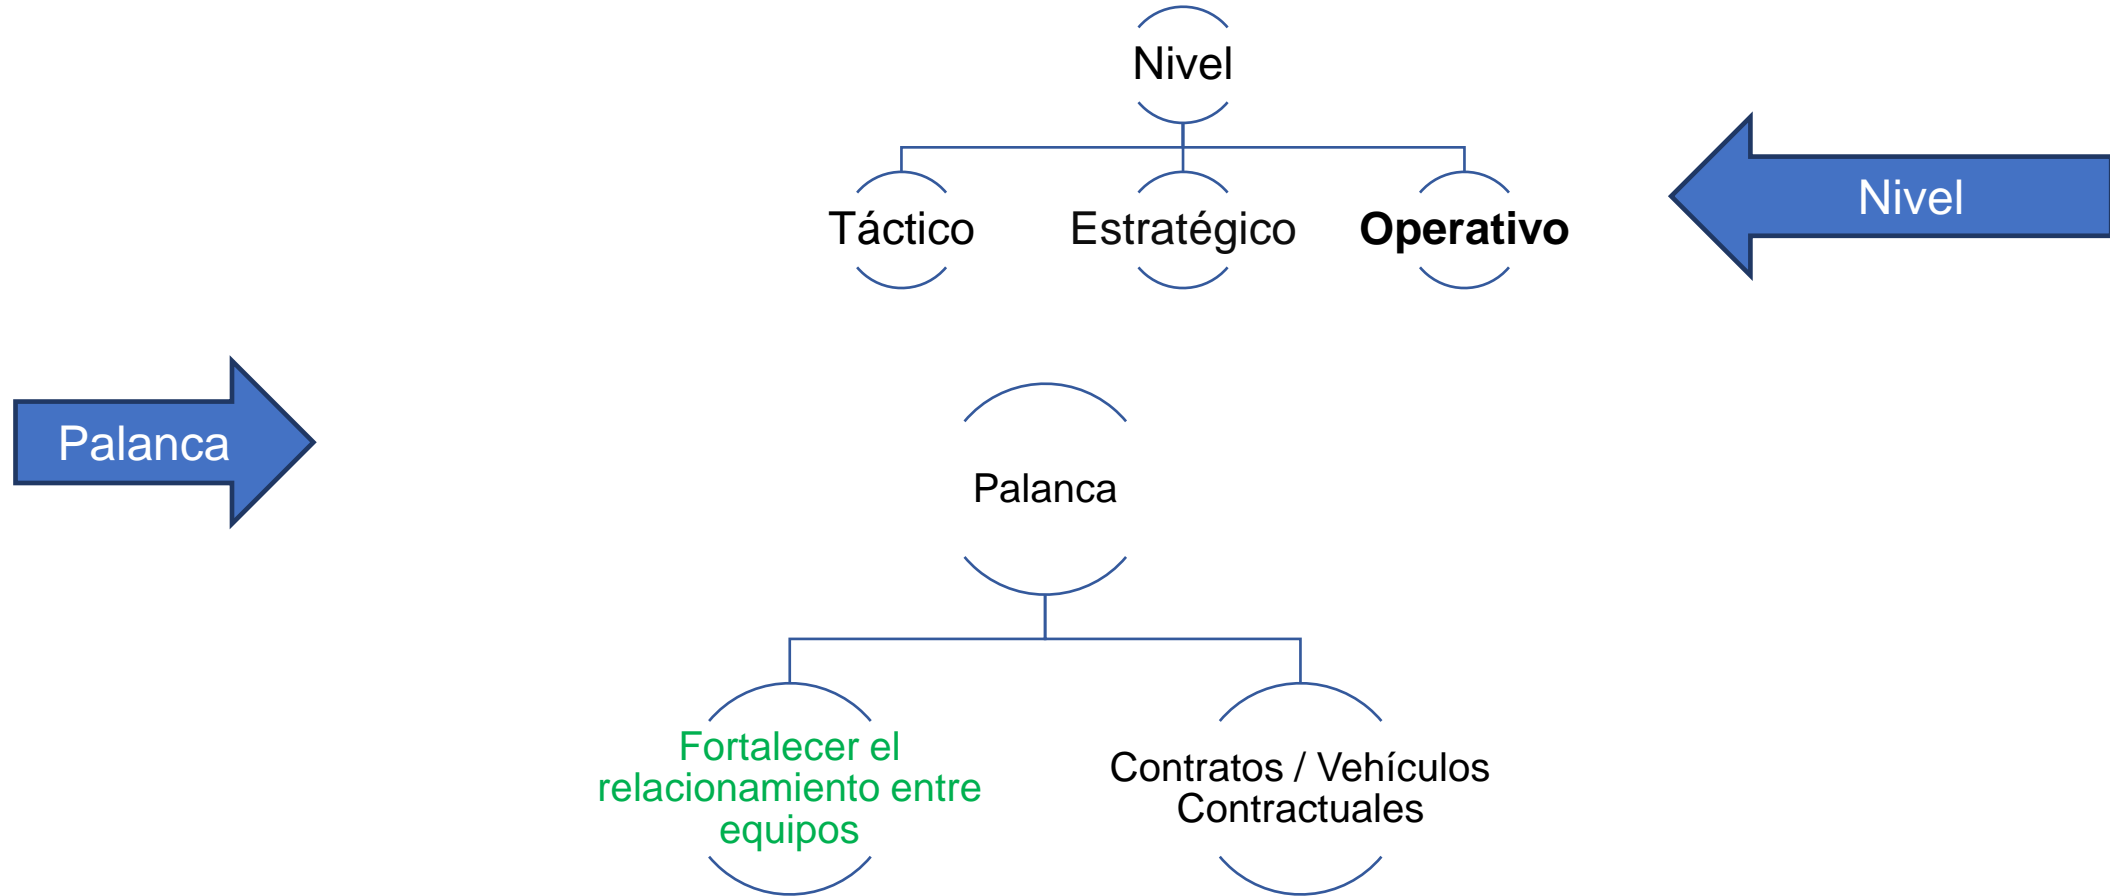 Nivel
Táctico
Estratégico
Operativo
Nivel
Palanca
Palanca
Fortalecer el
relacionamiento entre
equipos
Contratos / Vehículos
Contractuales